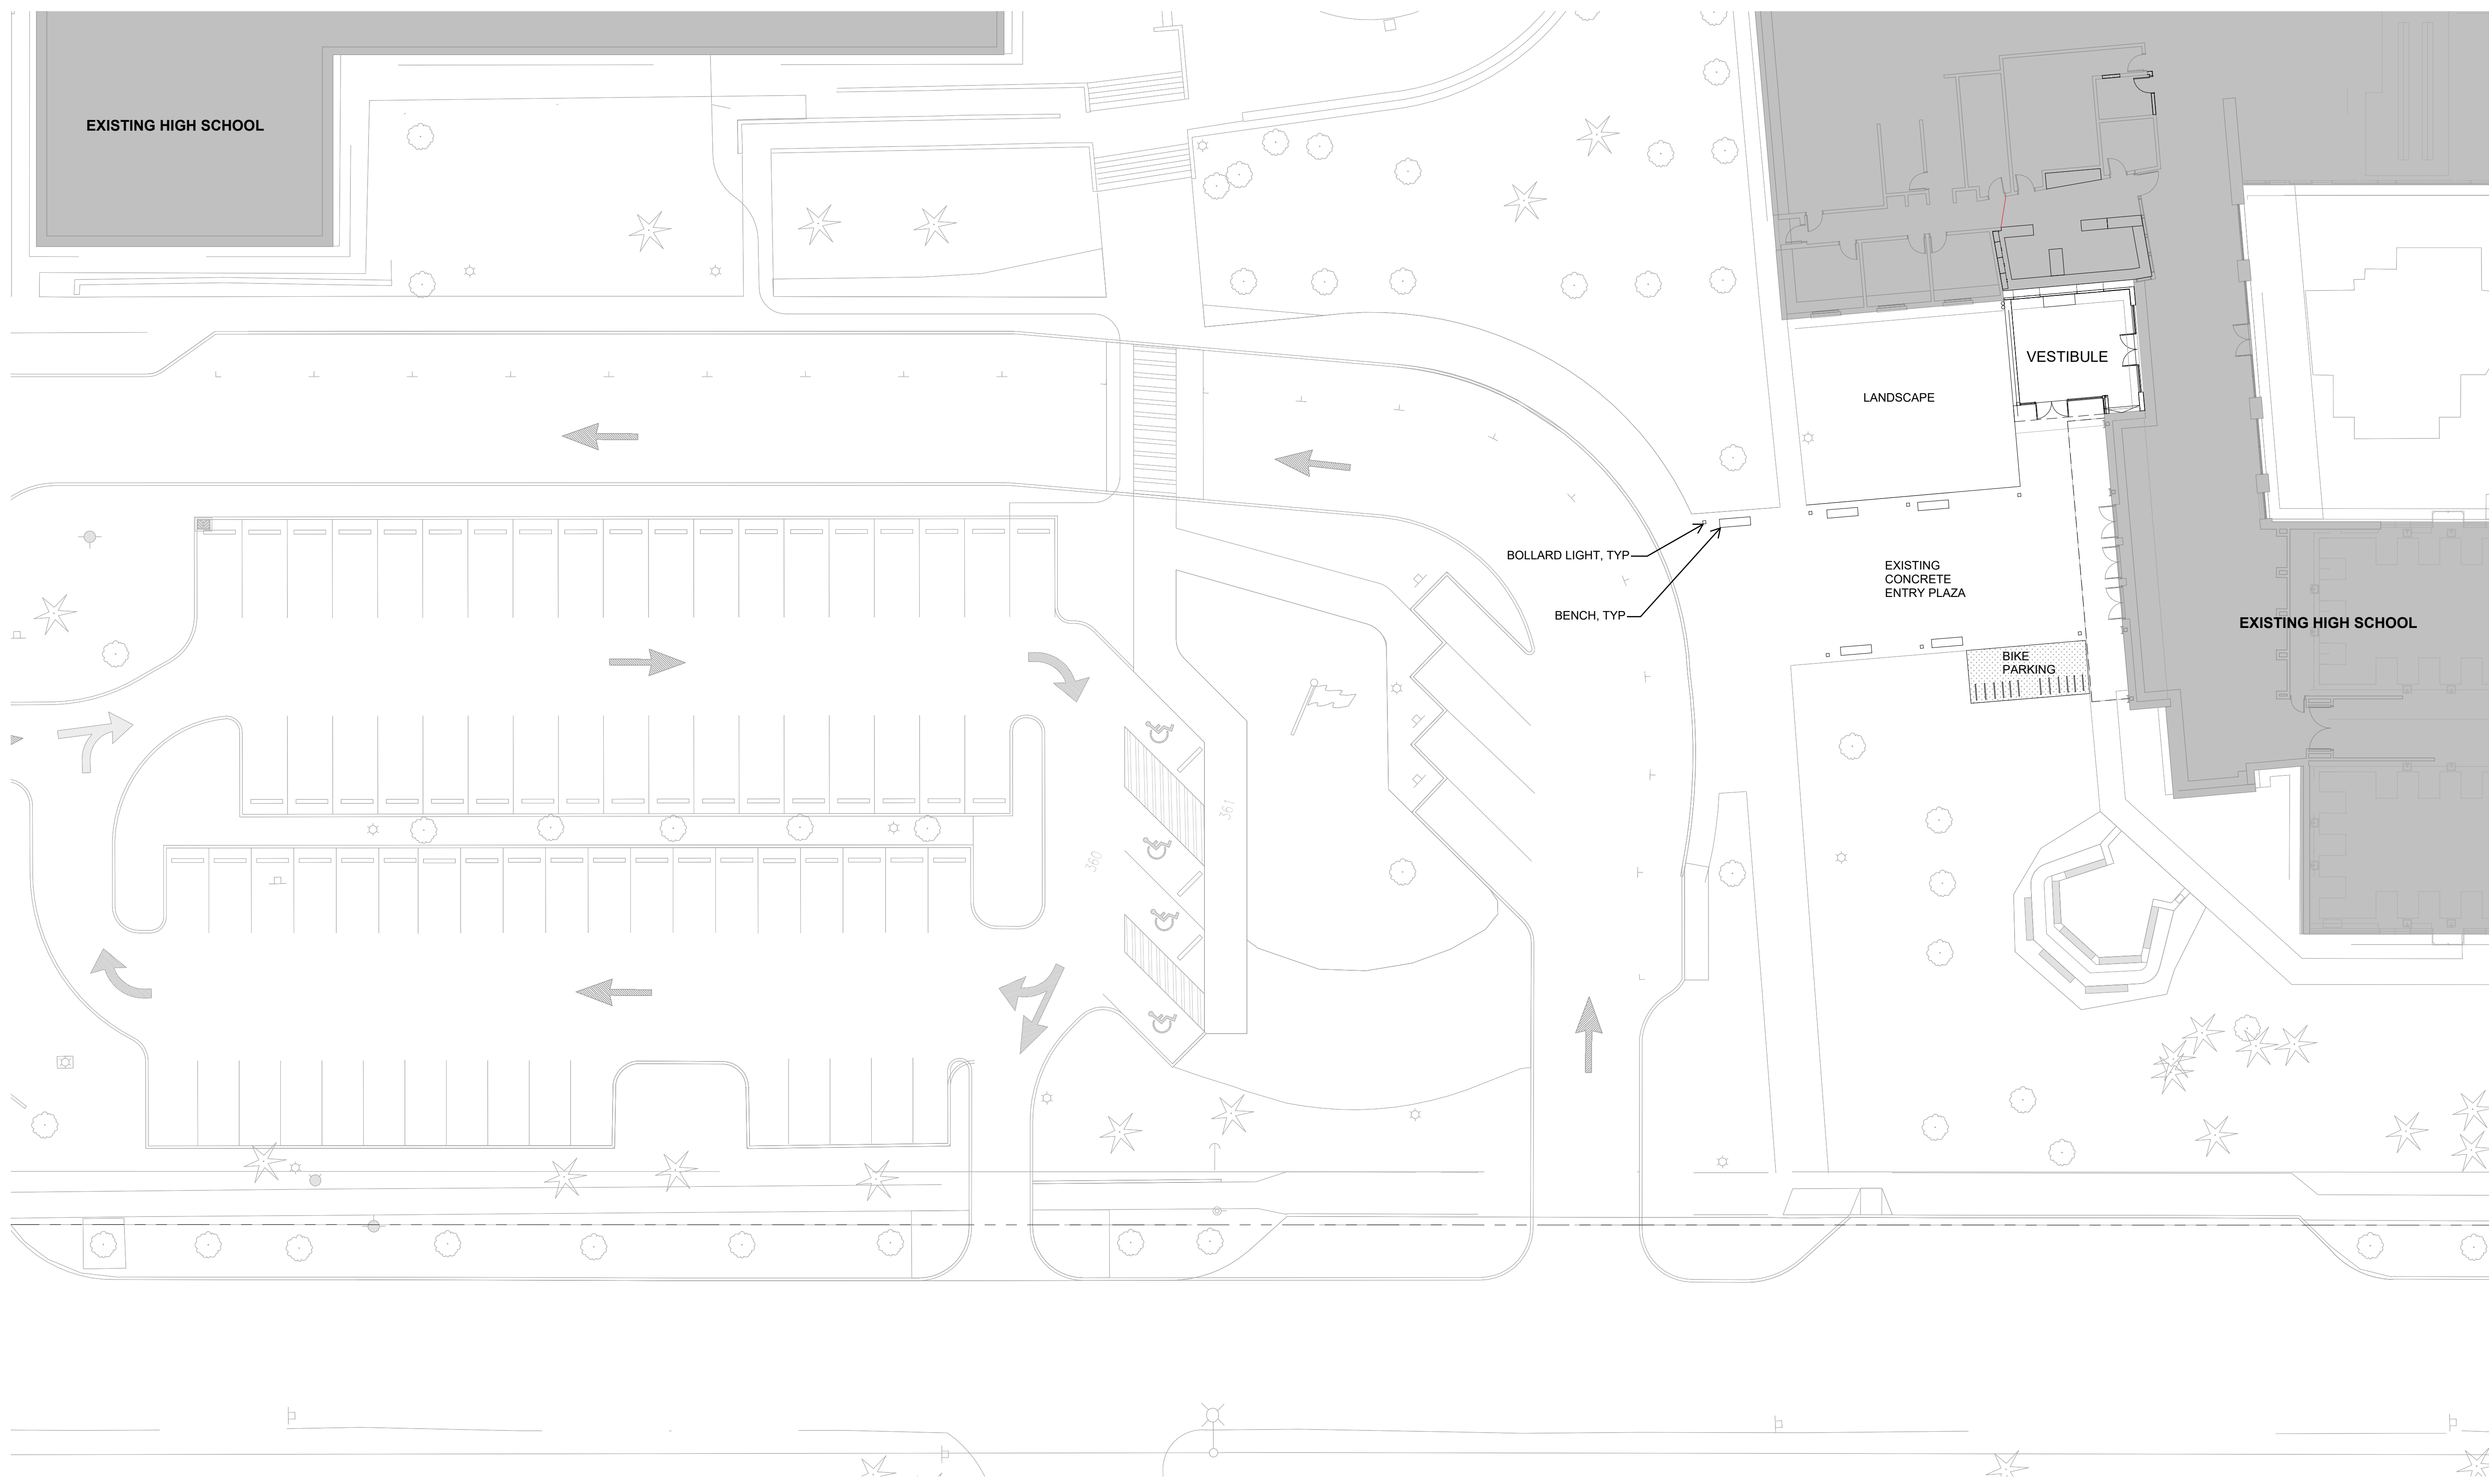 EXISTING HIGH SCHOOL
VESTIBULE
LANDSCAPE
BOLLARD LIGHT, TYP
EXISTING
CONCRETE
ENTRY PLAZA
BENCH, TYP
EXISTING HIGH SCHOOL
BIKE
PARKING
361
360